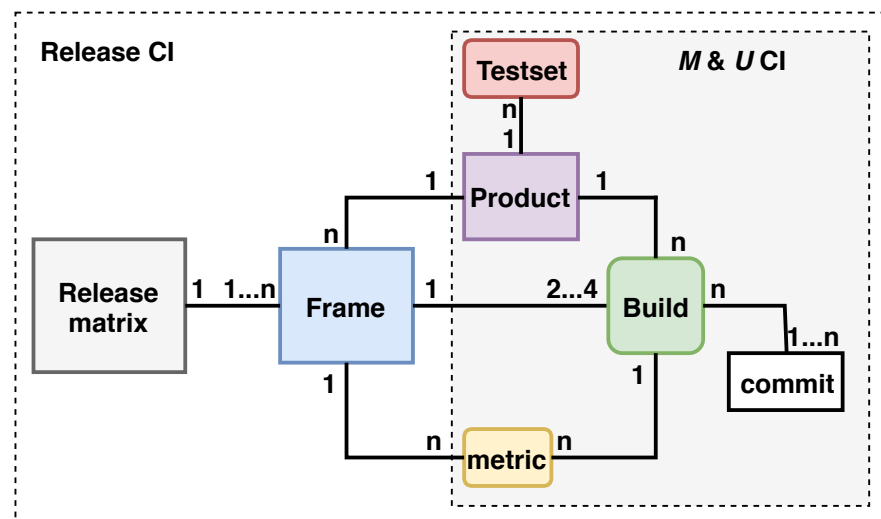 Release CI
M & U CI
Testset
n
1
Product
1
1
n
n
Release
matrix
1
1...n
Frame
1
2...4
Build
n
1...n
commit
1
1
n
metric
n